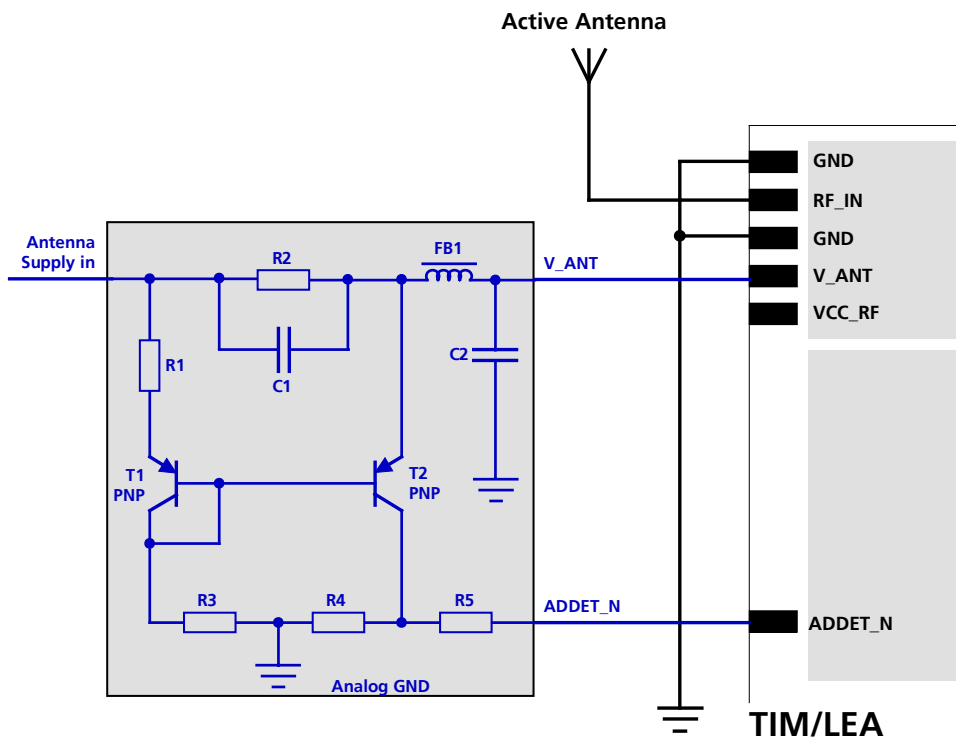 Active Antenna
GND
RF_IN
GND
V_ANT
VCC_RF
Antenna
Supply in
R2
FB1
V_ANT
C1
C2
R1
T1
PNP
T2
PNP
R3
R4
R5
ADDET_N
ADDET_N
Analog GND
TIM/LEA